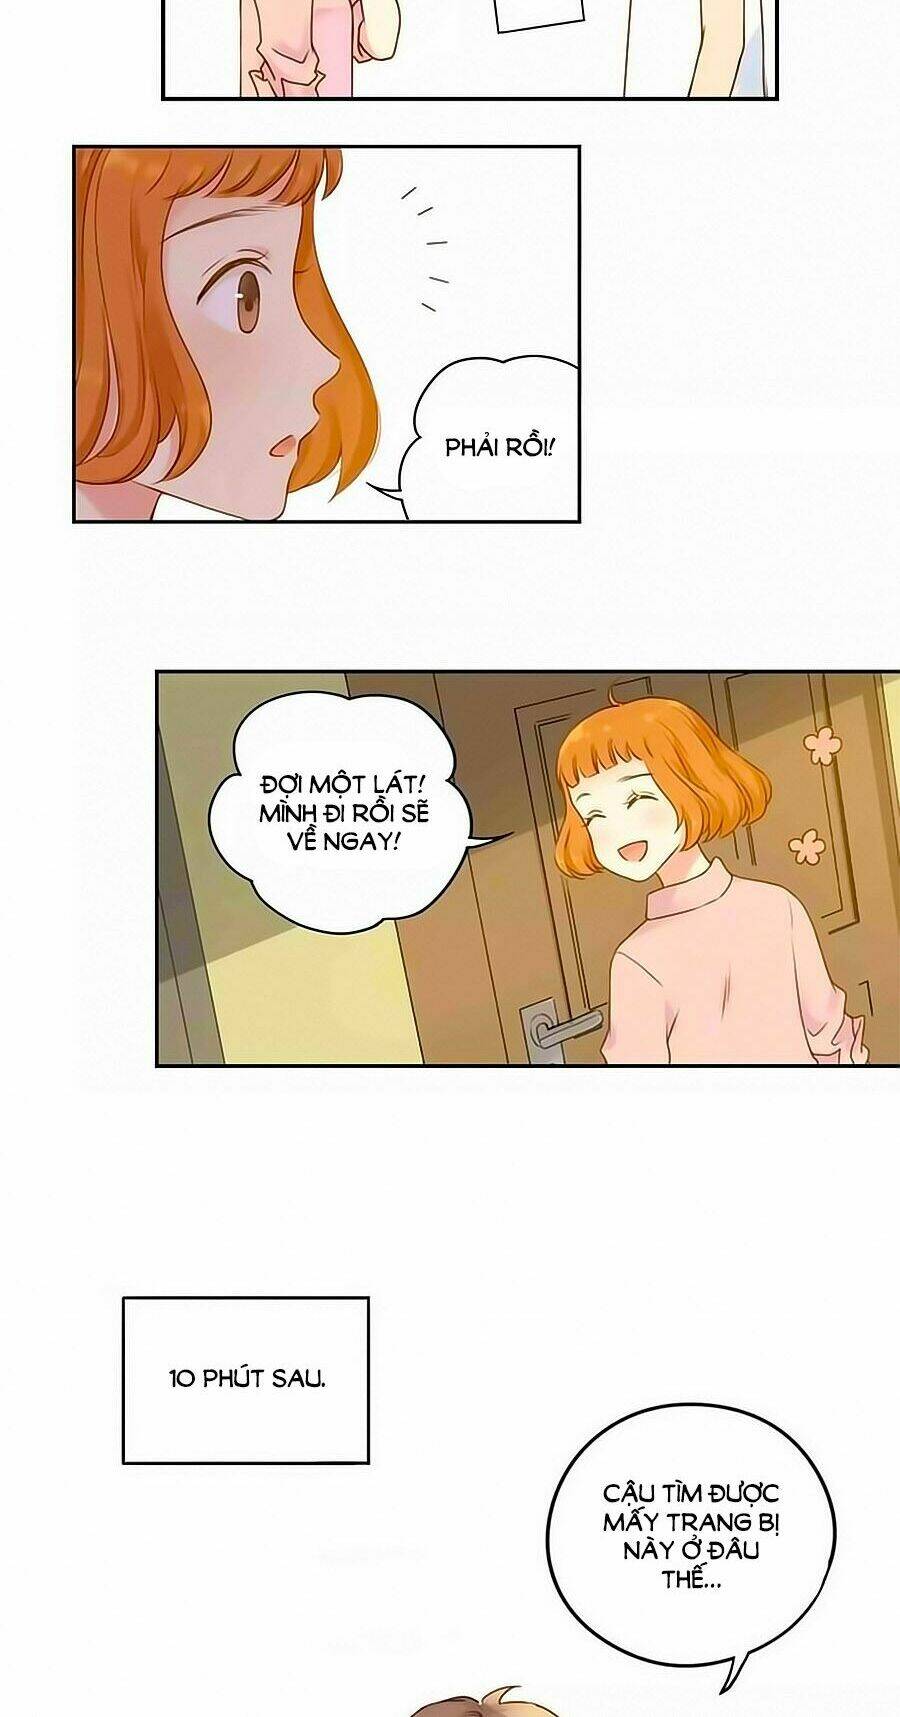 PHẢI RỒI!
ĐỢI MỘT LÁT!
MÌNH ĐI RỒI SẼ
VỀ NGAY!
10 PHÚT SAU.
CẬU TÌM ĐƯỢC
MẤY TRANG BỊ
NÀY Ở ĐÂU
THẾ...